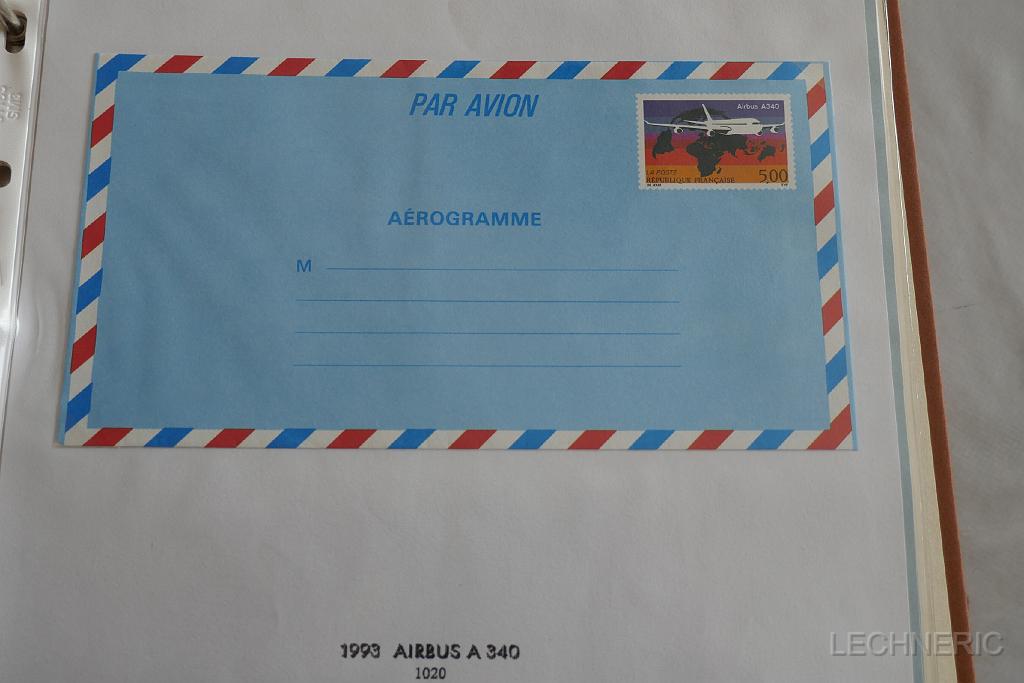 PAR AVION
Airbus A340
LA POSTE
RÉPUBLIQUE FRANÇAISE 5,00
AÉROGRAMME
M
1993 AIRBUS A 340
1020
LECHNERIC